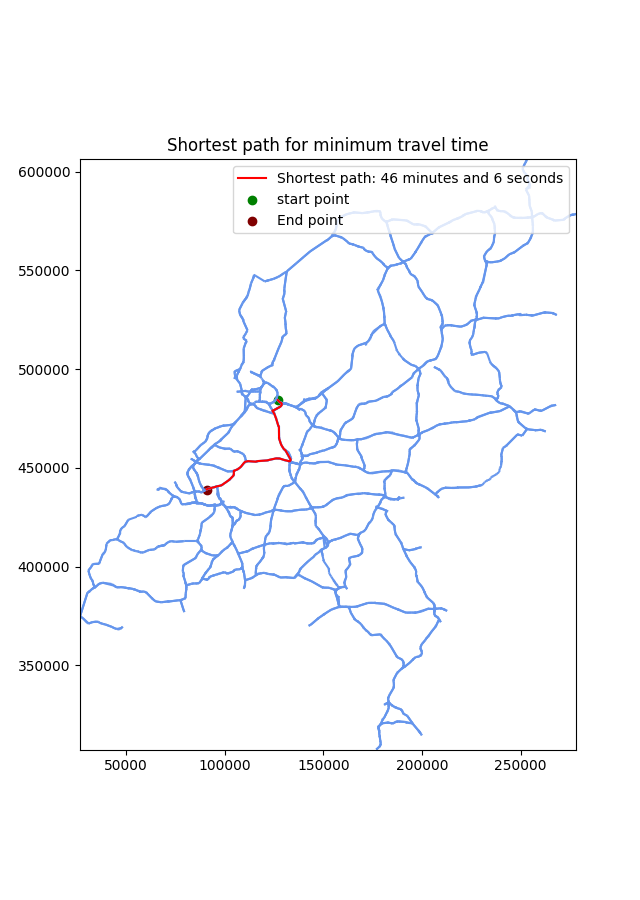 Shortest path for minimum travel time
Shortest path: 46 minutes and 6 seconds
start point
End point
600000
550000
500000
450000
400000
350000
50000 100000 150000 200000 250000